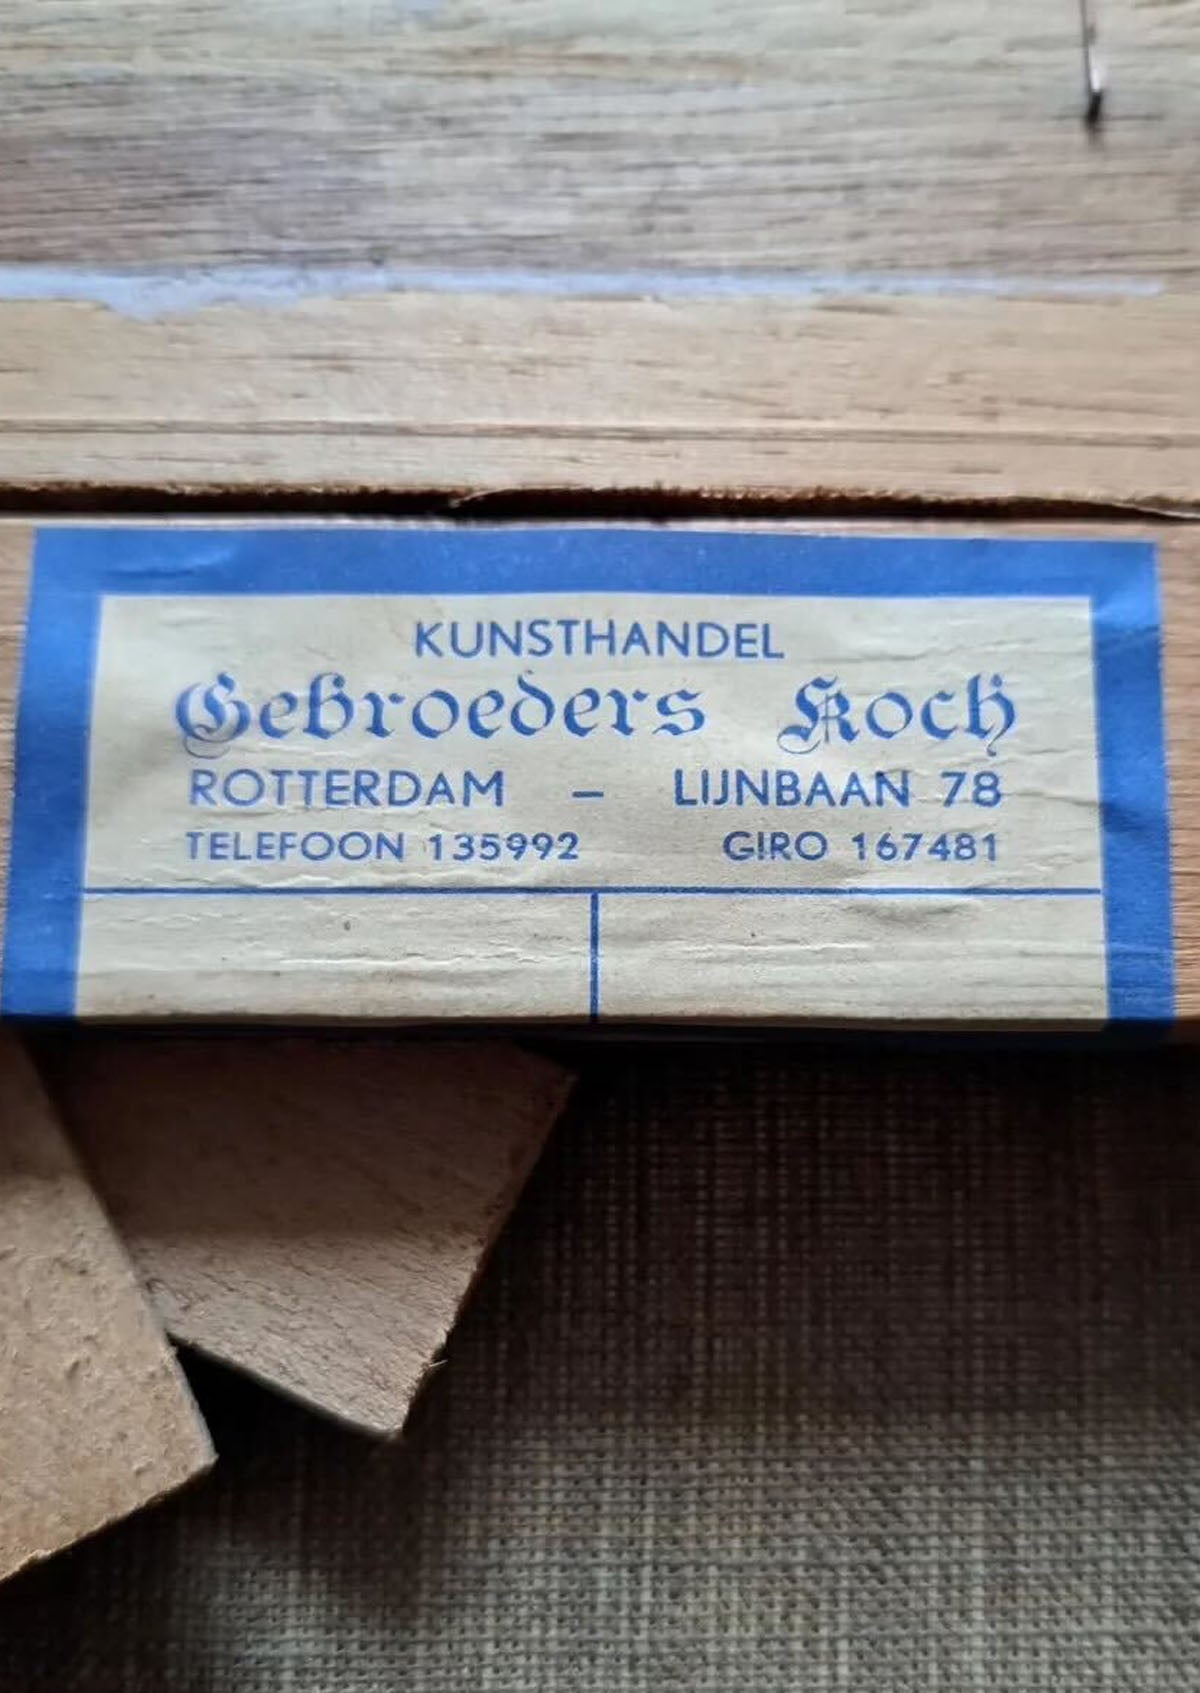 KUNSTHANDEL
Gebroeders Koch
ROTTERDAM – LIJNBAAN 78
TELEFOON 135992 GIRO 167481